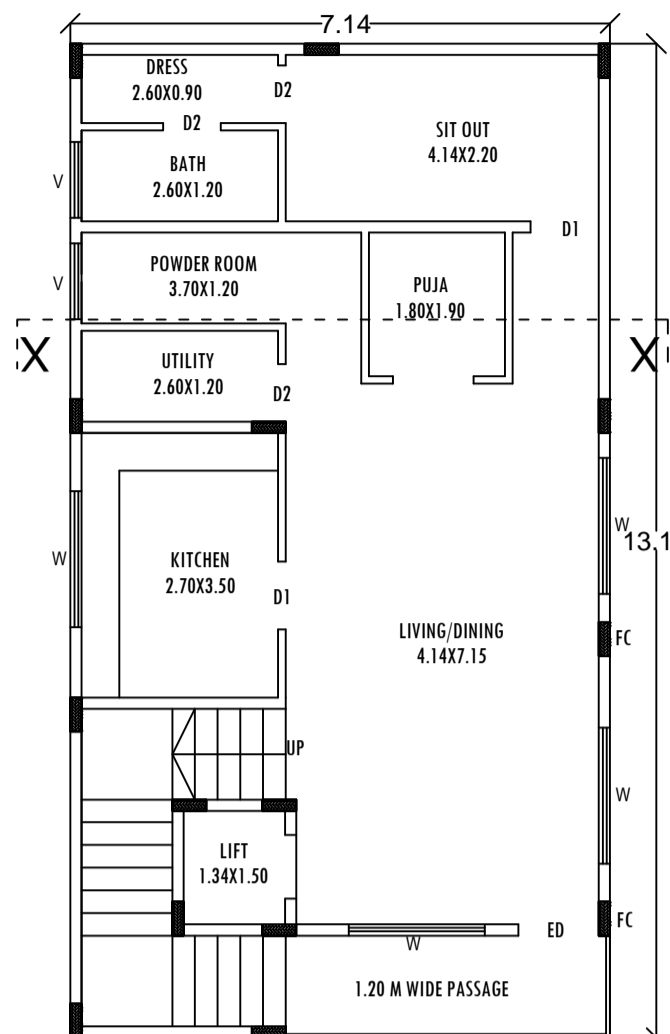 7.14
DRESS
2.60X0.90
D2
D2
SIT OUT
4.14X2.20
BATH
2.60X1.20
V
D1
POWDER ROOM
3.70X1.20
V
PUJA
1.80X1.90
X
X
UTILITY
2.60X1.20
D2
W
13.1
KITCHEN
2.70X3.50
W
D1
LIVING/DINING
4.14X7.15
FC
UP
W
LIFT
1.34X1.50
FC
ED
W
1.20 M WIDE PASSAGE